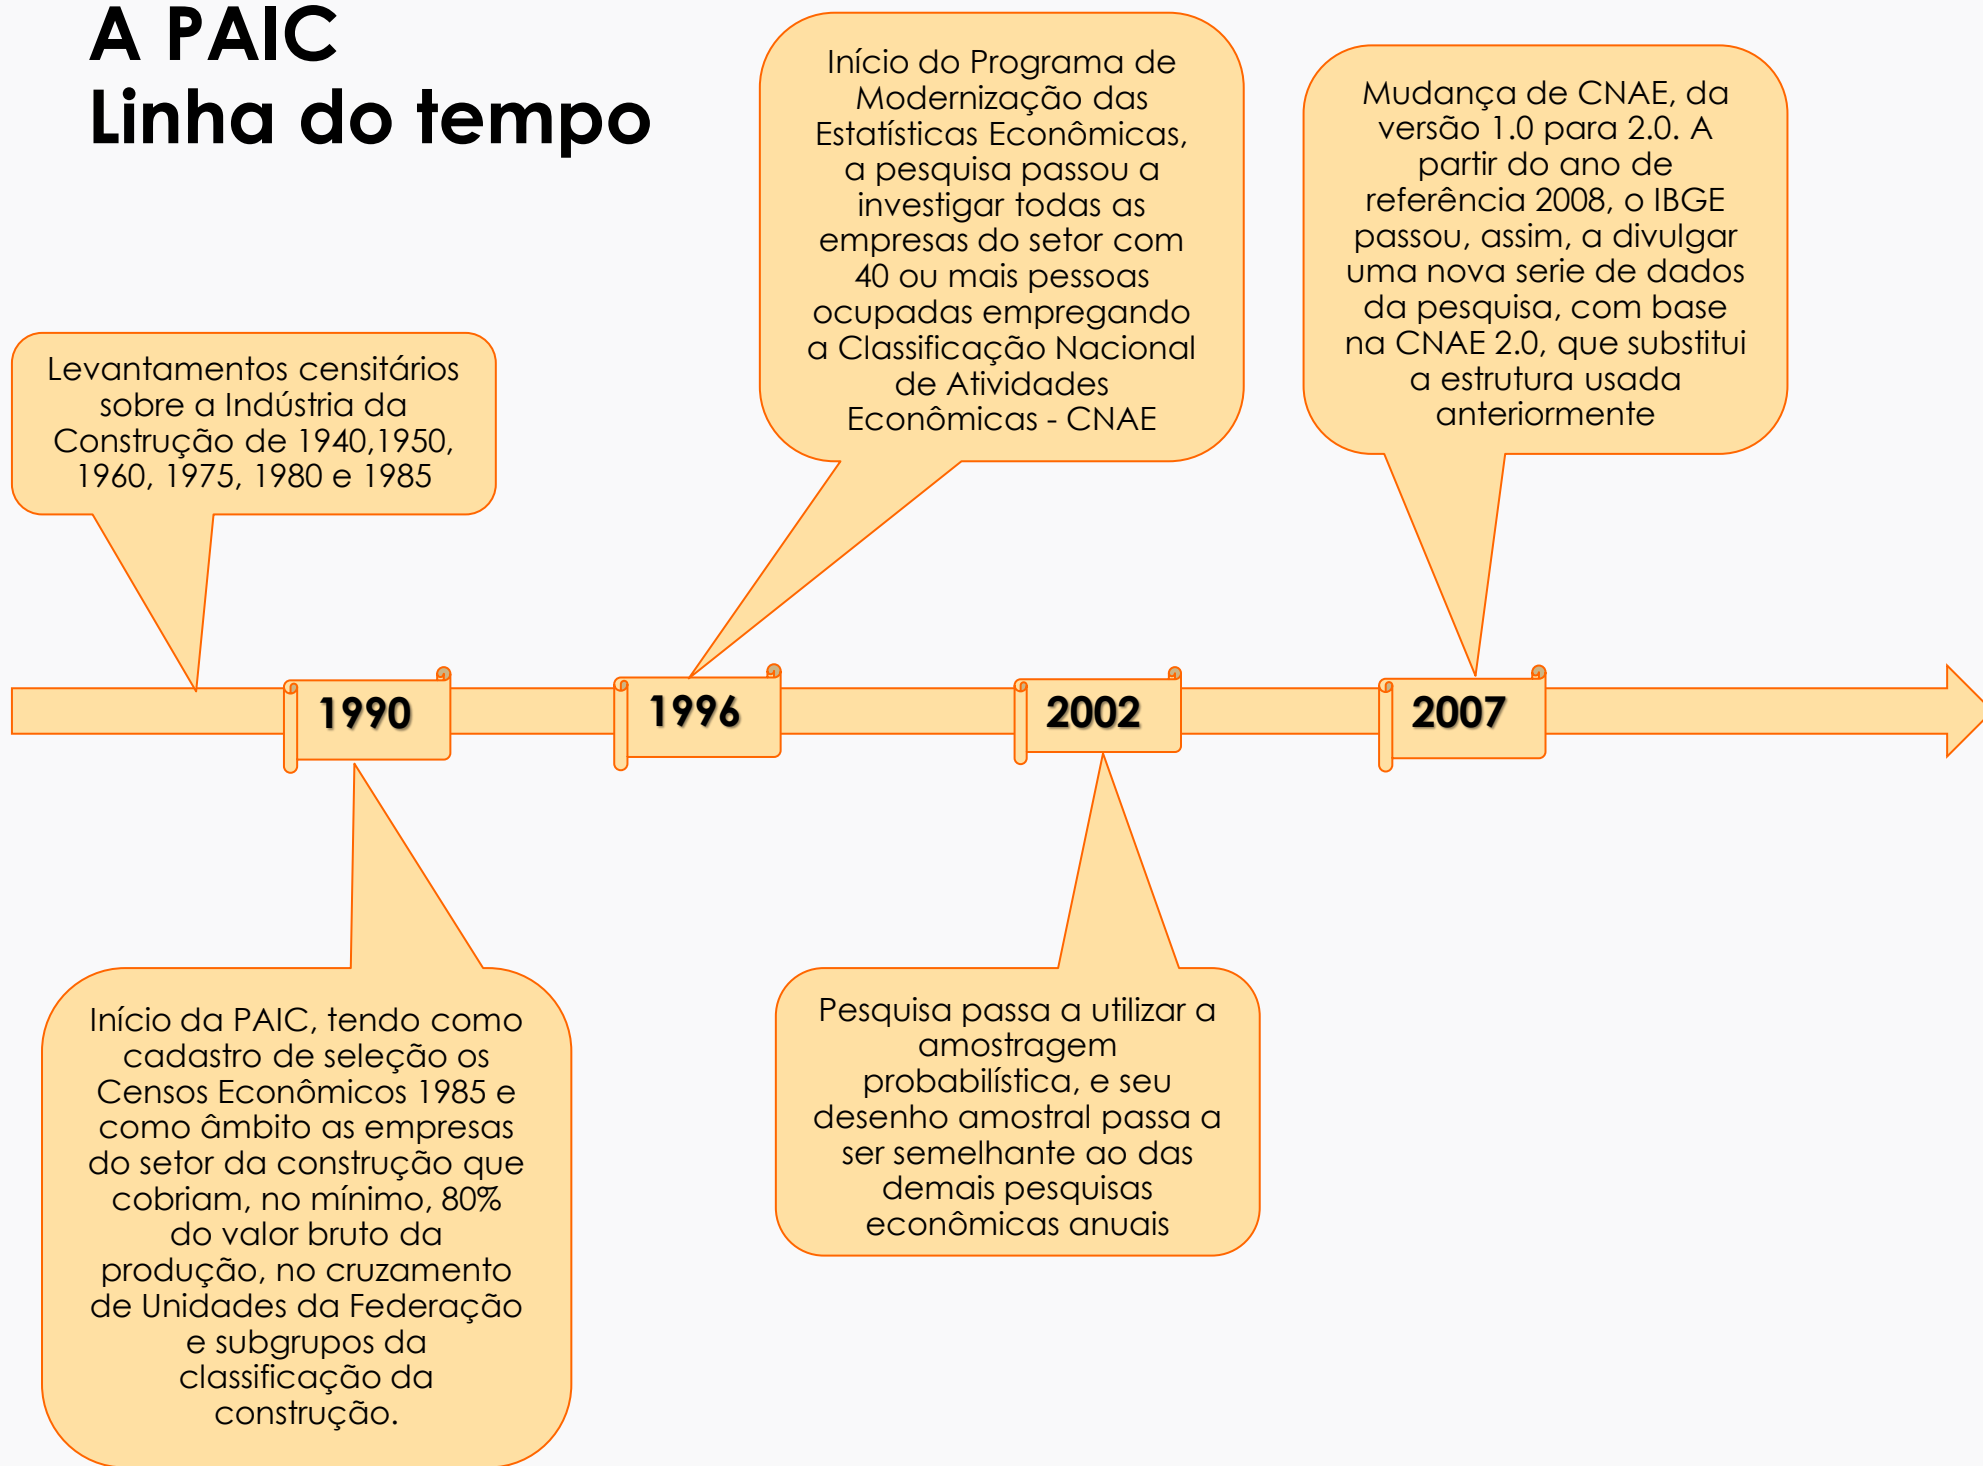 A PAIC
Linha do tempo
Levantamentos censitários
sobre a Indústria da
Construção de 1940,1950,
1960, 1975, 1980 e 1985
Início do Programa de
Modernização das
Estatísticas Econômicas,
a pesquisa passou a
investigar todas as
empresas do setor com
40 ou mais pessoas
ocupadas empregando
a Classificação Nacional
de Atividades
Econômicas - CNAE
Mudança de CNAE, da
versão 1.0 para 2.0. A
partir do ano de
referência 2008, o IBGE
passou, assim, a divulgar
uma nova serie de dados
da pesquisa, com base
na CNAE 2.0, que substitui
a estrutura usada
anteriormente
1990
1996
2002
2007
Início da PAIC, tendo como
cadastro de seleção os
Censos Econômicos 1985 e
como âmbito as empresas
do setor da construção que
cobriam, no mínimo, 80%
do valor bruto da
produção, no cruzamento
de Unidades da Federação
e subgrupos da
classificação da
construção.
Pesquisa passa a utilizar a
amostragem
probabilística, e seu
desenho amostral passa a
ser semelhante ao das
demais pesquisas
econômicas anuais